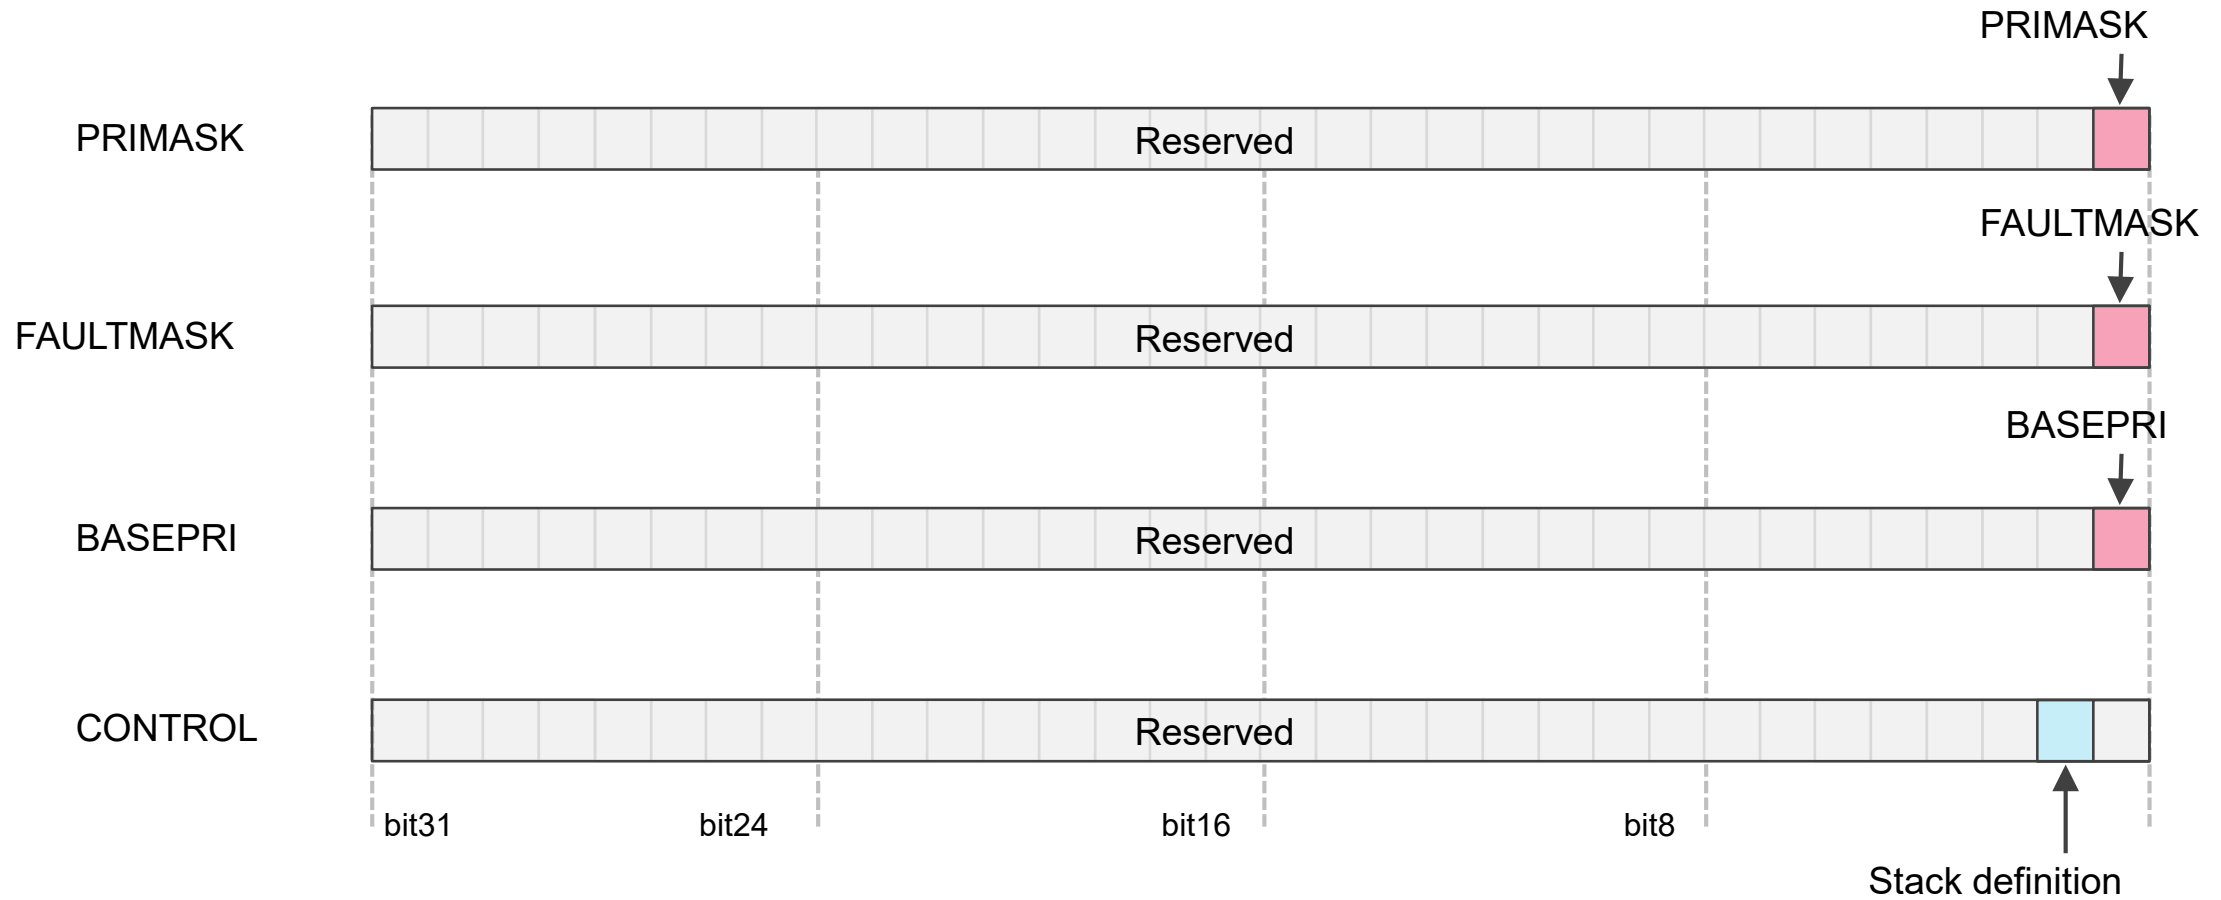 PRIMASK
PRIMASK
Reserved
FAULTMASK
FAULTMASK
Reserved
BASEPRI
BASEPRI
Reserved
CONTROL
Reserved
bit31
bit24
bit16
bit8
Stack definition